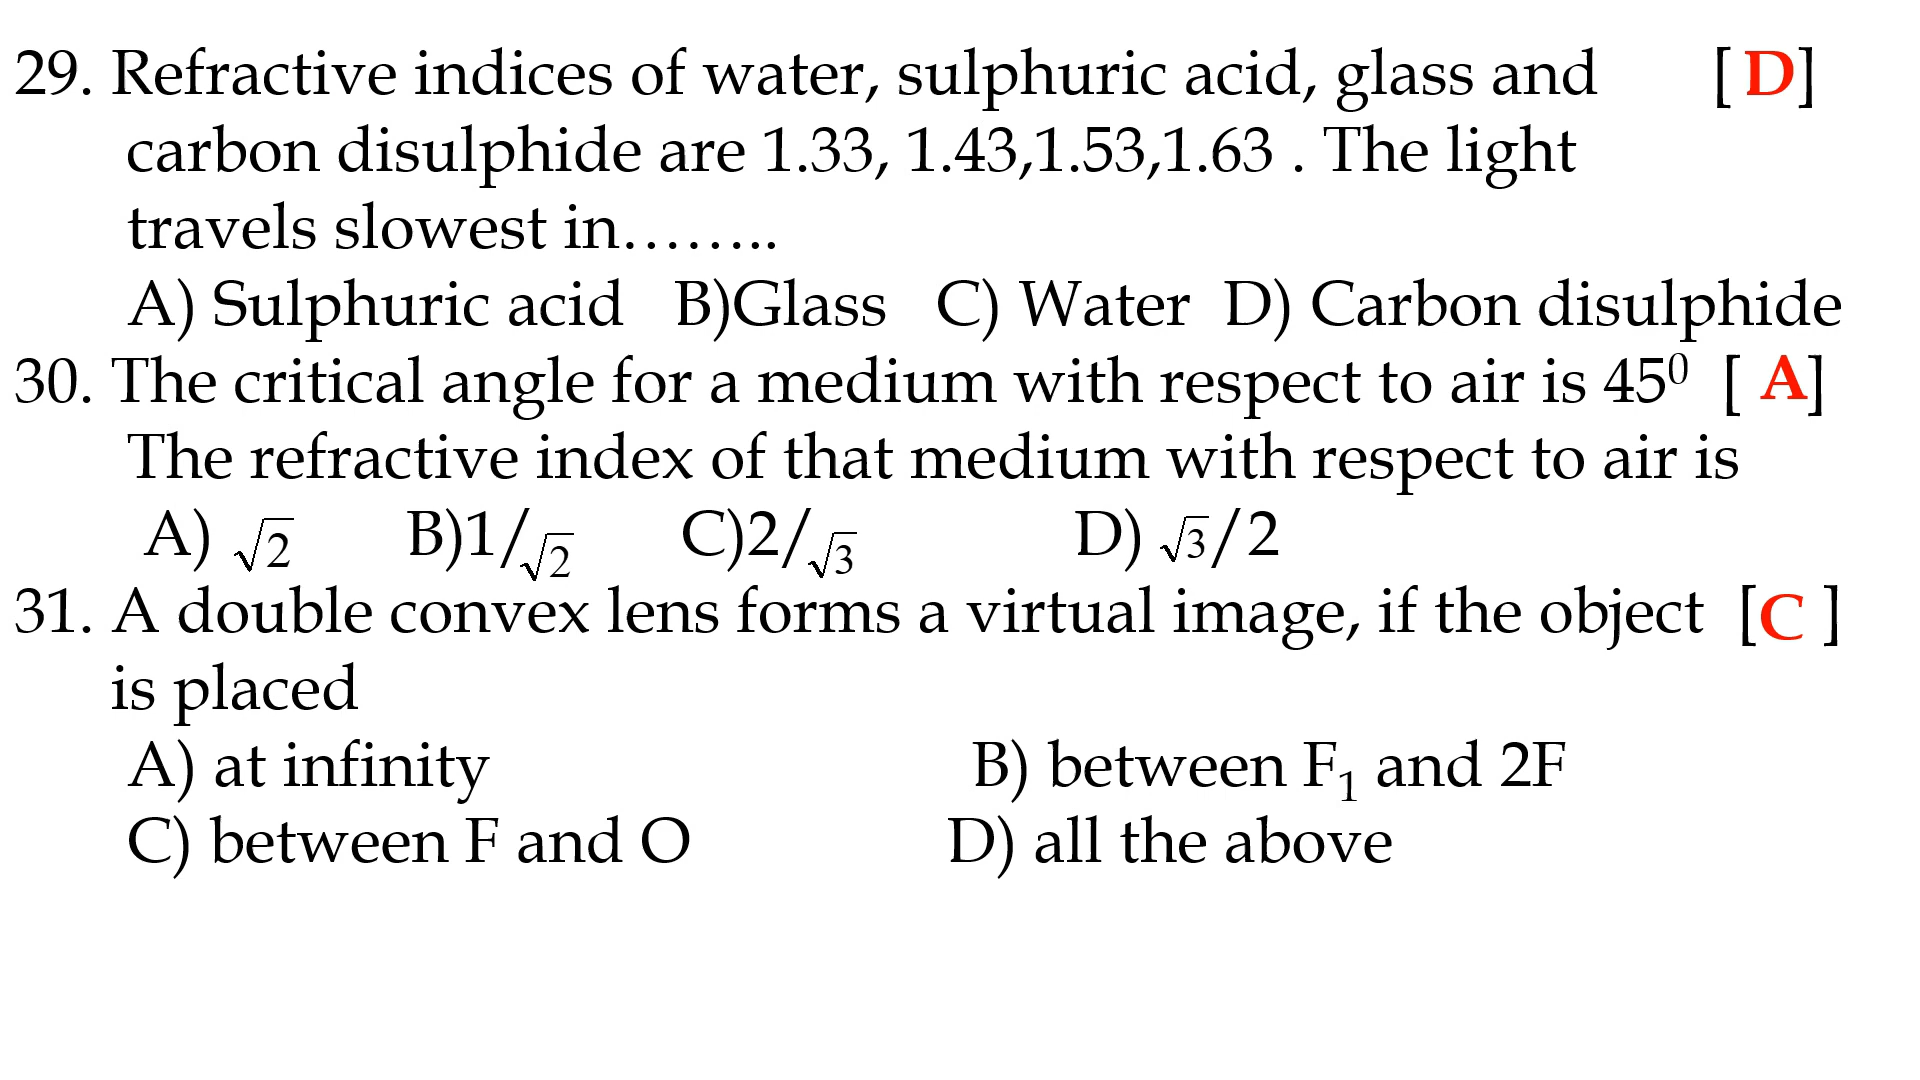 29. Refractive indices of water, sulphuric acid, glass and [ D]
carbon disulphide are 1.33, 1.43,1.53,1.63 . The light
travels slowest in……..
A) Sulphuric acid B)Glass C) Water D) Carbon disulphide
30. The critical angle for a medium with respect to air is 45⁰ [ A]
The refractive index of that medium with respect to air is
A) √2 B)1/√2 C)2/√3 D) √3/2
31. A double convex lens forms a virtual image, if the object [C ]
is placed
A) at infinity B) between F₁ and 2F
C) between F and O D) all the above